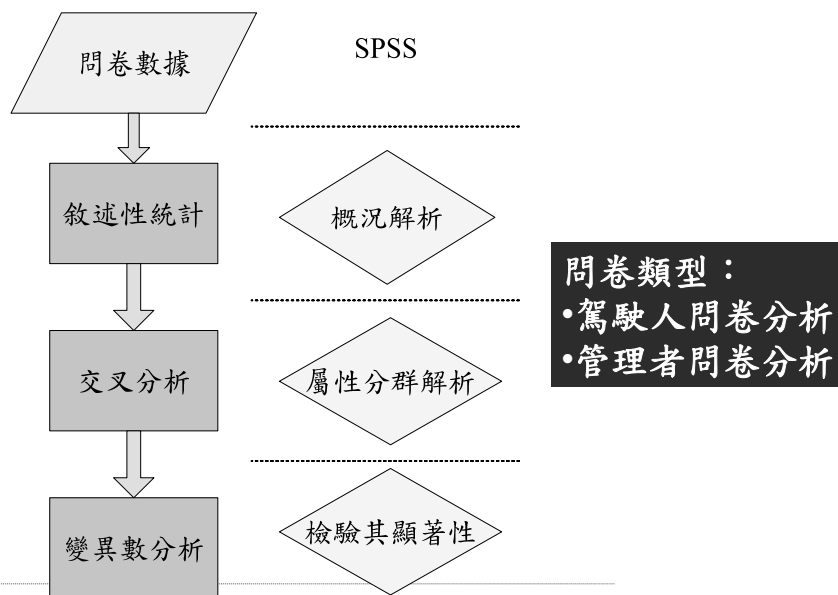 問卷數據
SPSS
敘述性統計
概況解析
問卷類型：
•駕駛人問卷分析
•管理者問卷分析
交叉分析
屬性分群解析
變異數分析
檢驗其顯著性